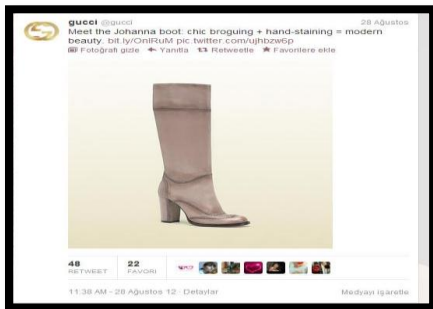 gucci @gucci 28 Ağustos
Meet the Johanna boot: chic broguing + hand-staining = modern
beauty. bit.ly/OnIRuM pic.twitter.com/ujhbzw6p
Fotoğrafı gizle Yanıtla Retweetle Favorilere ekle
48 22
RETWEET FAVORİ
11:38 AM - 28 Ağustos 12 · Detaylar Medyayı işaretle